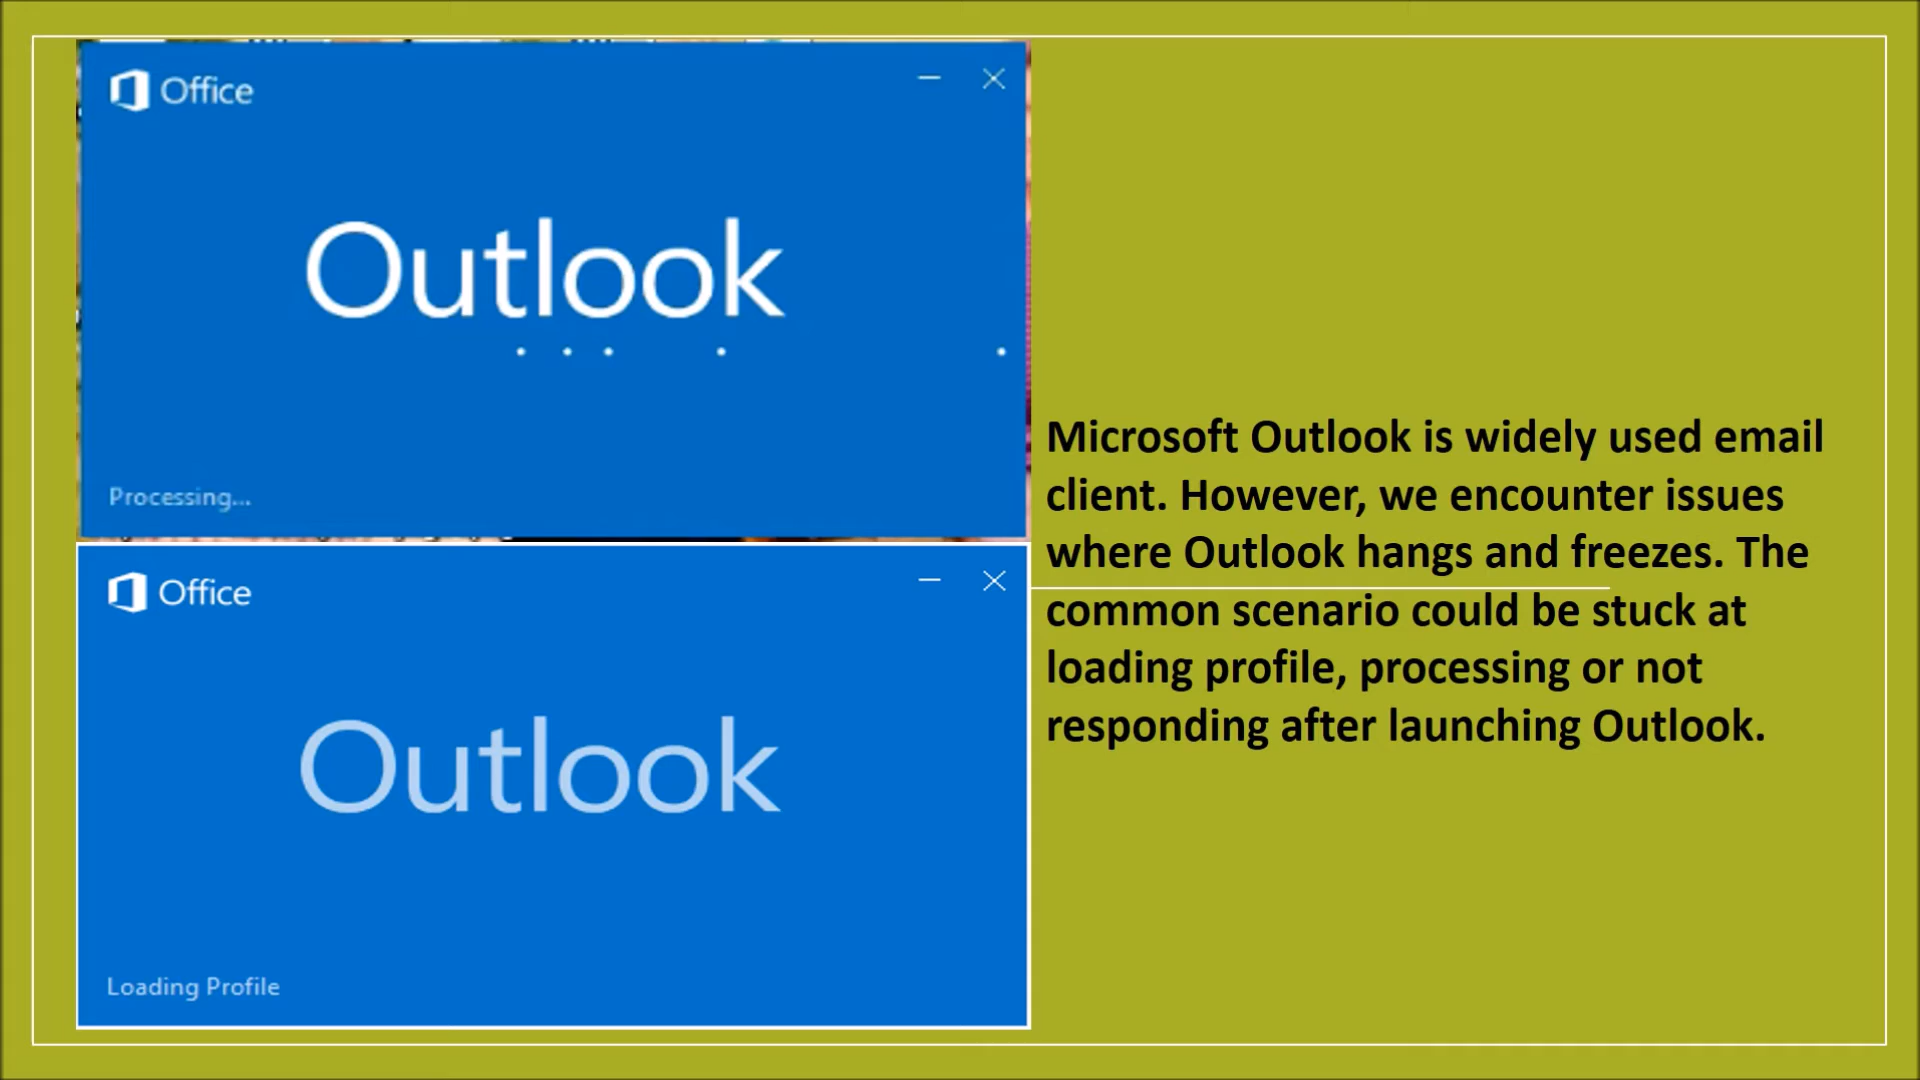 Office
Outlook
Processing...
Office
Outlook
Loading Profile
Microsoft Outlook is widely used email
client. However, we encounter issues
where Outlook hangs and freezes. The
common scenario could be stuck at
loading profile, processing or not
responding after launching Outlook.